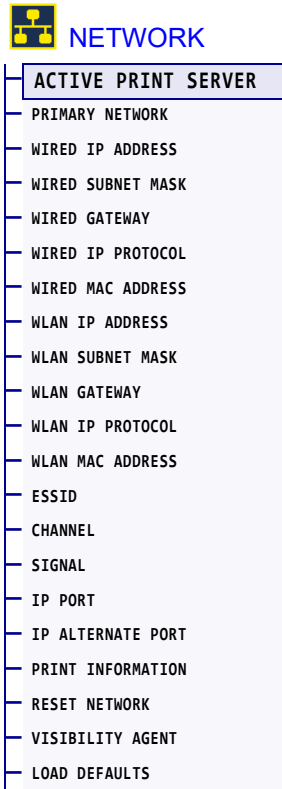 NETWORK
ACTIVE PRINT SERVER
PRIMARY NETWORK
WIRED IP ADDRESS
WIRED SUBNET MASK
WIRED GATEWAY
WIRED IP PROTOCOL
WIRED MAC ADDRESS
WLAN IP ADDRESS
WLAN SUBNET MASK
WLAN GATEWAY
WLAN IP PROTOCOL
WLAN MAC ADDRESS
ESSID
CHANNEL
SIGNAL
IP PORT
IP ALTERNATE PORT
PRINT INFORMATION
RESET NETWORK
VISIBILITY AGENT
LOAD DEFAULTS